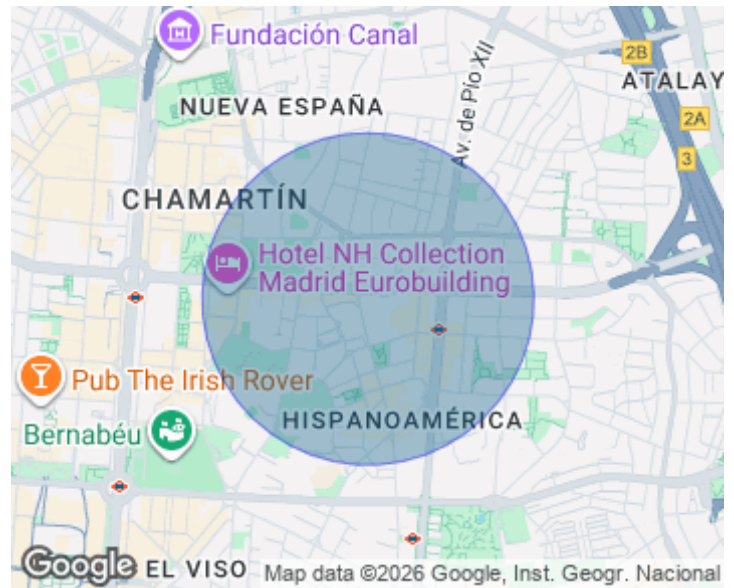 Fundación Canal
2B
ATALAY
NUEVA ESPAÑA
Av. de Pío XII
2A
3
CHAMARTÍN
Hotel NH Collection
Madrid Eurobuilding
Pub The Irish Rover
HISPANOAMÉRICA
Bernabéu
Google
EL VISO
Map data ©2026 Google, Inst. Geogr. Nacional